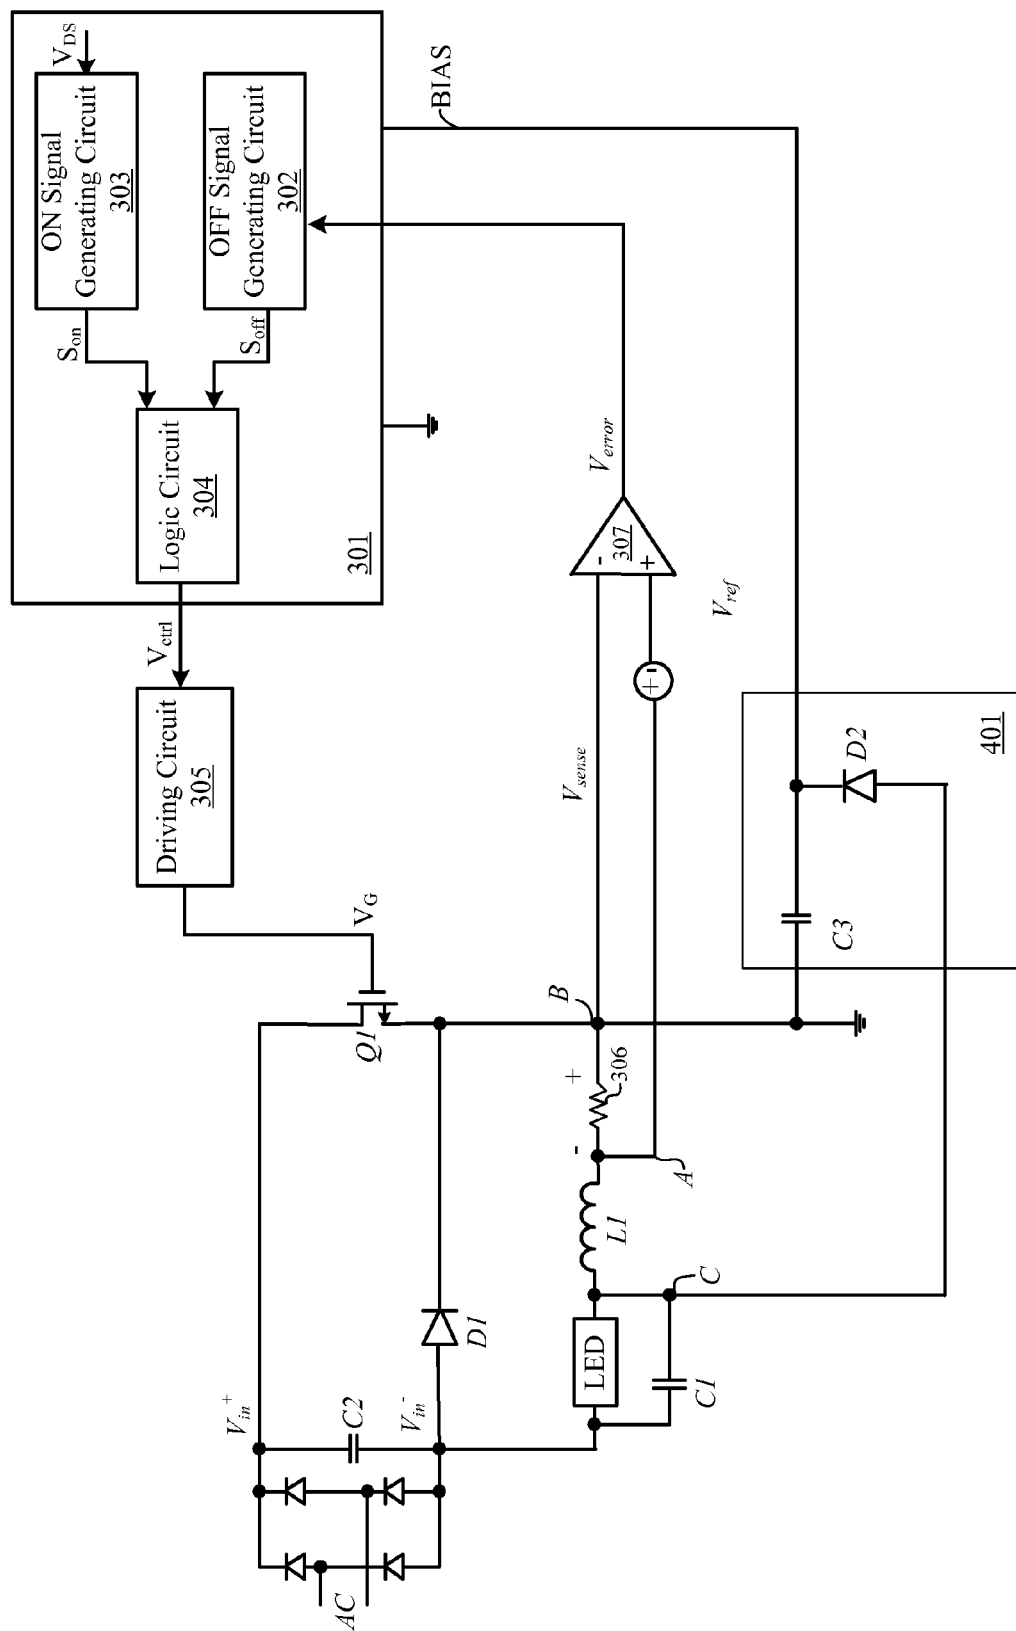 AC
V_in^+
C2
V_in^-
D1
Q1
V_G
Driving Circuit
305
V_ctrl
Logic Circuit
304
S_on
S_off
ON Signal
Generating Circuit
303
V_DS
OFF Signal
Generating Circuit
302
301
BIAS
LED
C1
C
L1
A
-
+
306
B
V_sense
+
-
V_ref
-
+
307
V_error
C3
D2
401